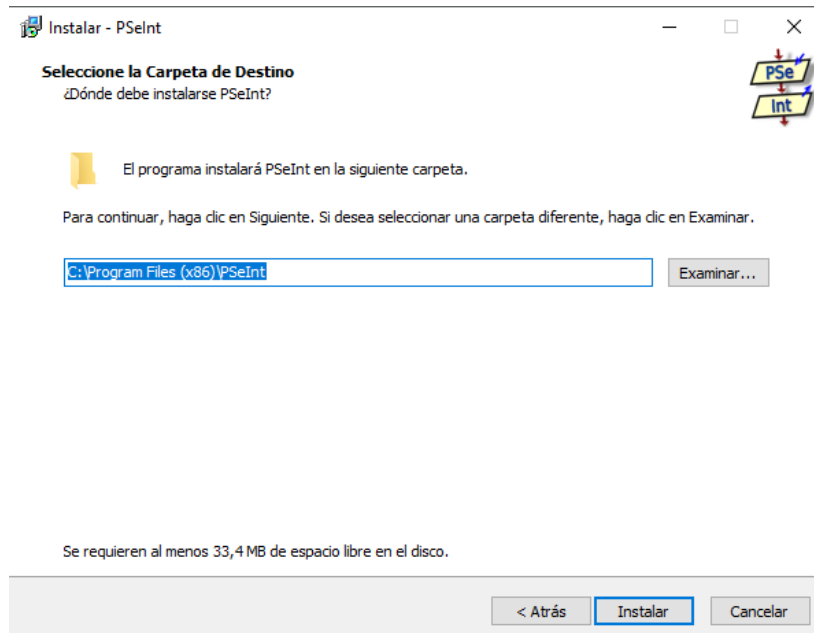 Instalar - PSeInt
Seleccione la Carpeta de Destino
¿Dónde debe instalarse PSeInt?
PSe
Int
El programa instalará PSeInt en la siguiente carpeta.
Para continuar, haga clic en Siguiente. Si desea seleccionar una carpeta diferente, haga clic en Examinar.
C:\Program Files (x86)\PSeInt
Examinar...
Se requieren al menos 33,4 MB de espacio libre en el disco.
< Atrás
Instalar
Cancelar